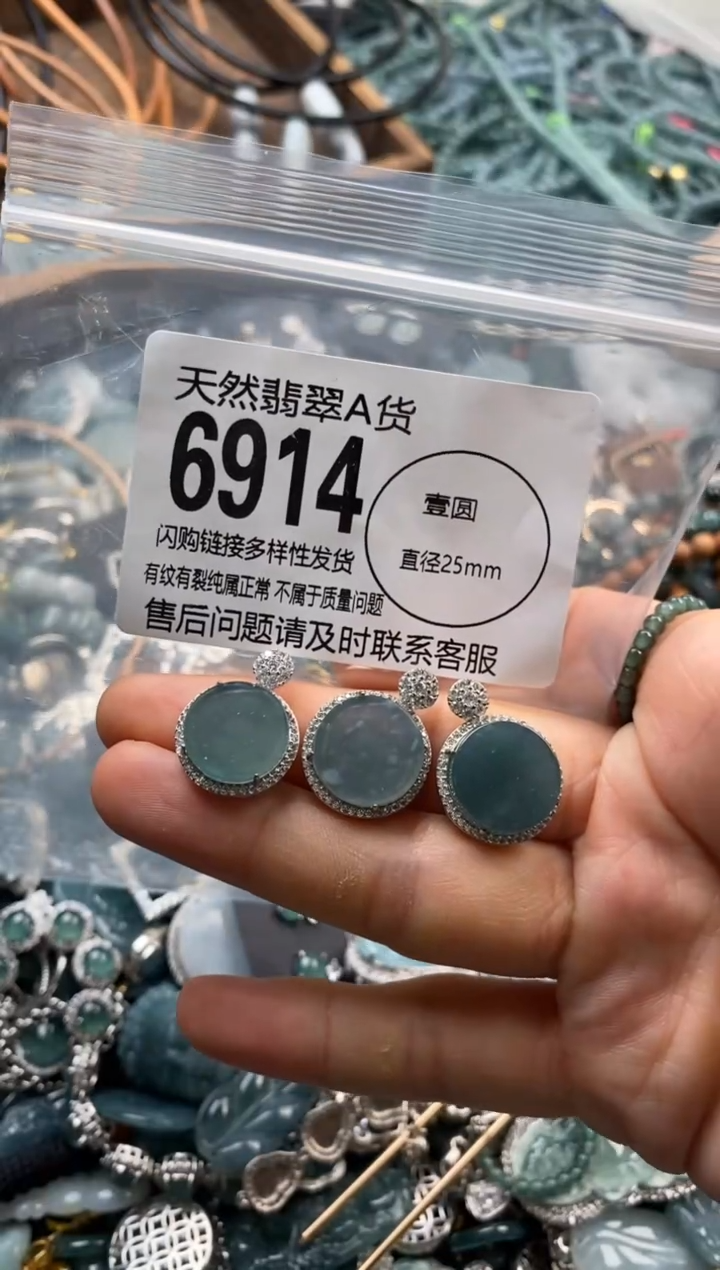 天然翡翠A货
6914
壹圆
直径25mm
闪购链接多样性发货
有纹有裂纯属正常 不属于质量问题
售后问题请及时联系客服